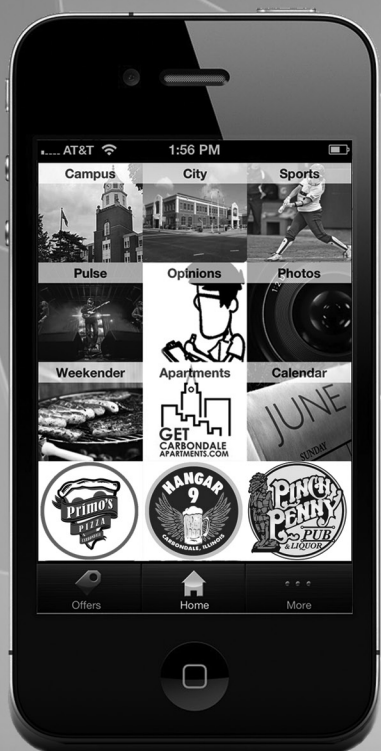 AT&T 1:56 PM
Campus City Sports
Pulse Opinions Photos
Weekender Apartments Calendar
GET
CARBONDALE
APARTMENTS.COM
JUNE
SUNDAY
Primo's
PIZZA
HANGAR
9
CARBONDALE, ILLINOIS
PINCH
PENNY
PUB
& LIQUOR
Offers Home More